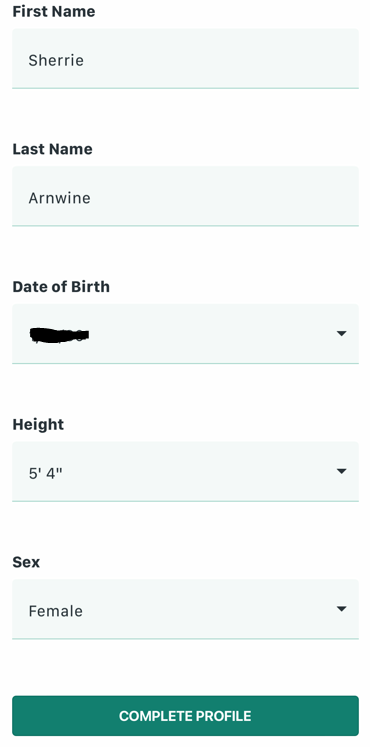 First Name
Sherrie
Last Name
Arnwine
Date of Birth
Height
5' 4"
Sex
Female
COMPLETE PROFILE